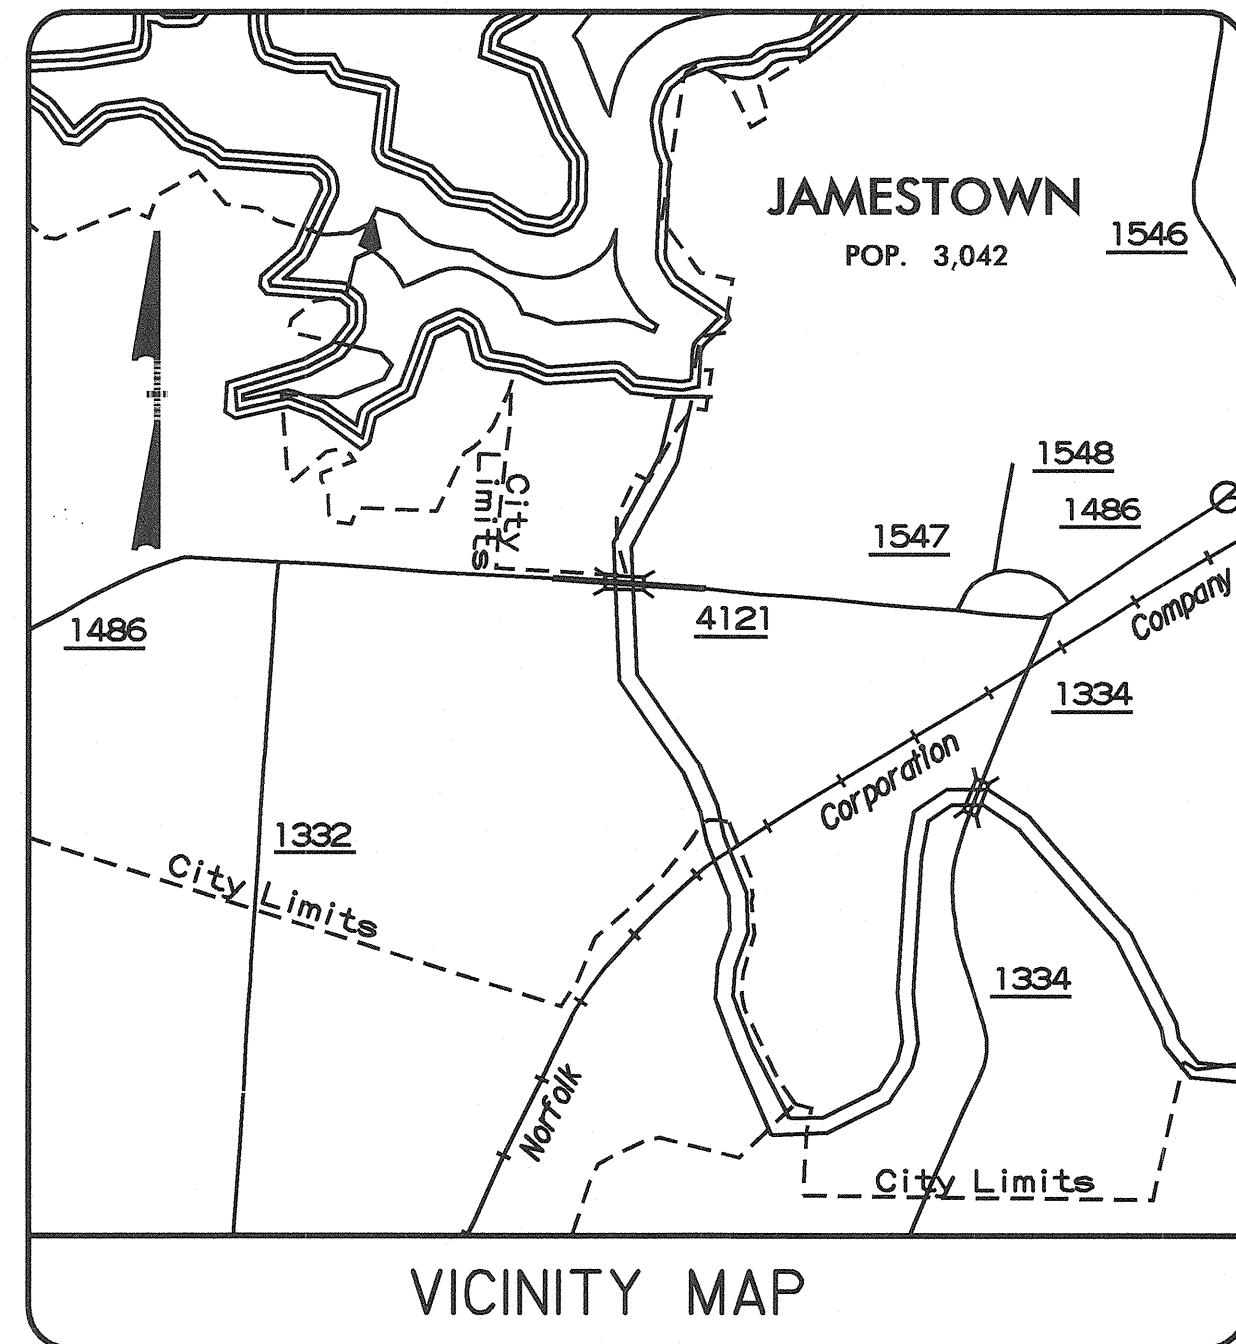 JAMESTOWN
POP. 3,042
1546
1548
1486
1547
City
Limits
Company
4121
1486
1334
Corporation
1332
City Limits
1334
Norfolk
City Limits
VICINITY MAP